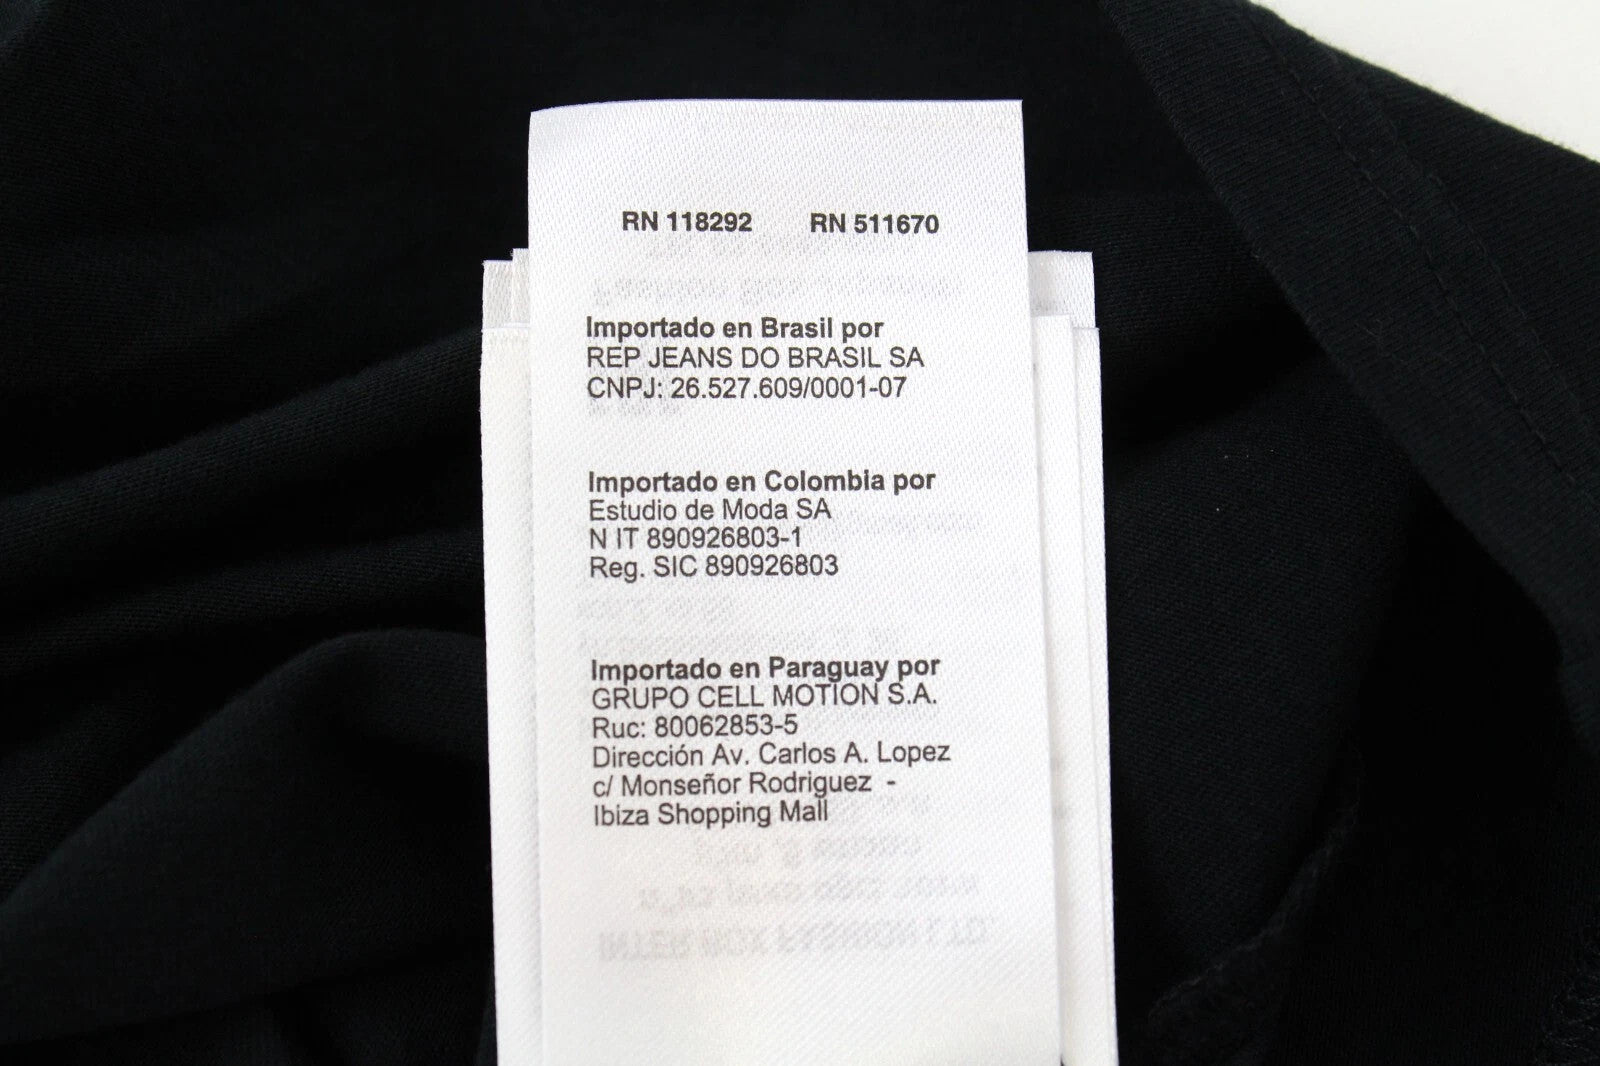 RN 118292 RN 511670
Importado en Brasil por
REP JEANS DO BRASIL SA
CNPJ: 26.527.609/0001-07
Importado en Colombia por
Estudio de Moda SA
N IT 890926803-1
Reg. SIC 890926803
Importado en Paraguay por
GRUPO CELL MOTION S.A.
Ruc: 80062853-5
Dirección Av. Carlos A. Lopez
c/ Monseñor Rodriguez -
Ibiza Shopping Mall